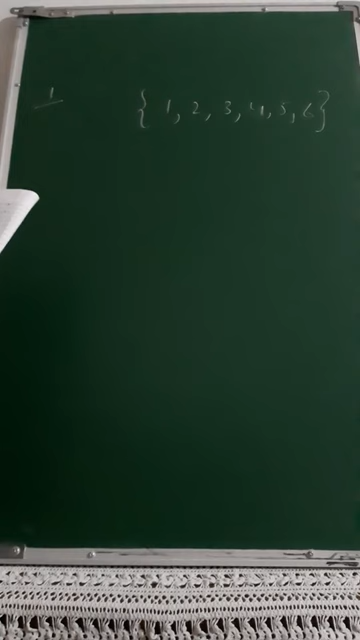 1 { 1, 2, 3, 4, 5, 6 }